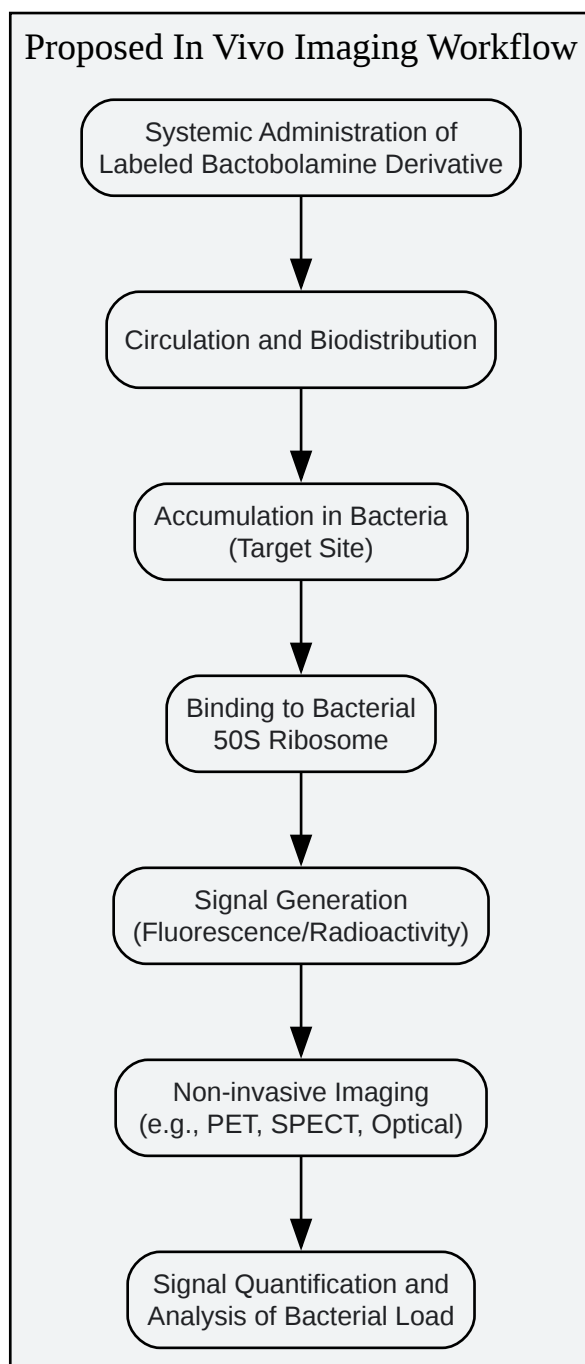 Proposed In Vivo Imaging Workflow
Systemic Administration of
Labeled Bactobolamine Derivative
Circulation and Biodistribution
Accumulation in Bacteria
(Target Site)
Binding to Bacterial
50S Ribosome
Signal Generation
(Fluorescence/Radioactivity)
Non-invasive Imaging
(e.g., PET, SPECT, Optical)
Signal Quantification and
Analysis of Bacterial Load